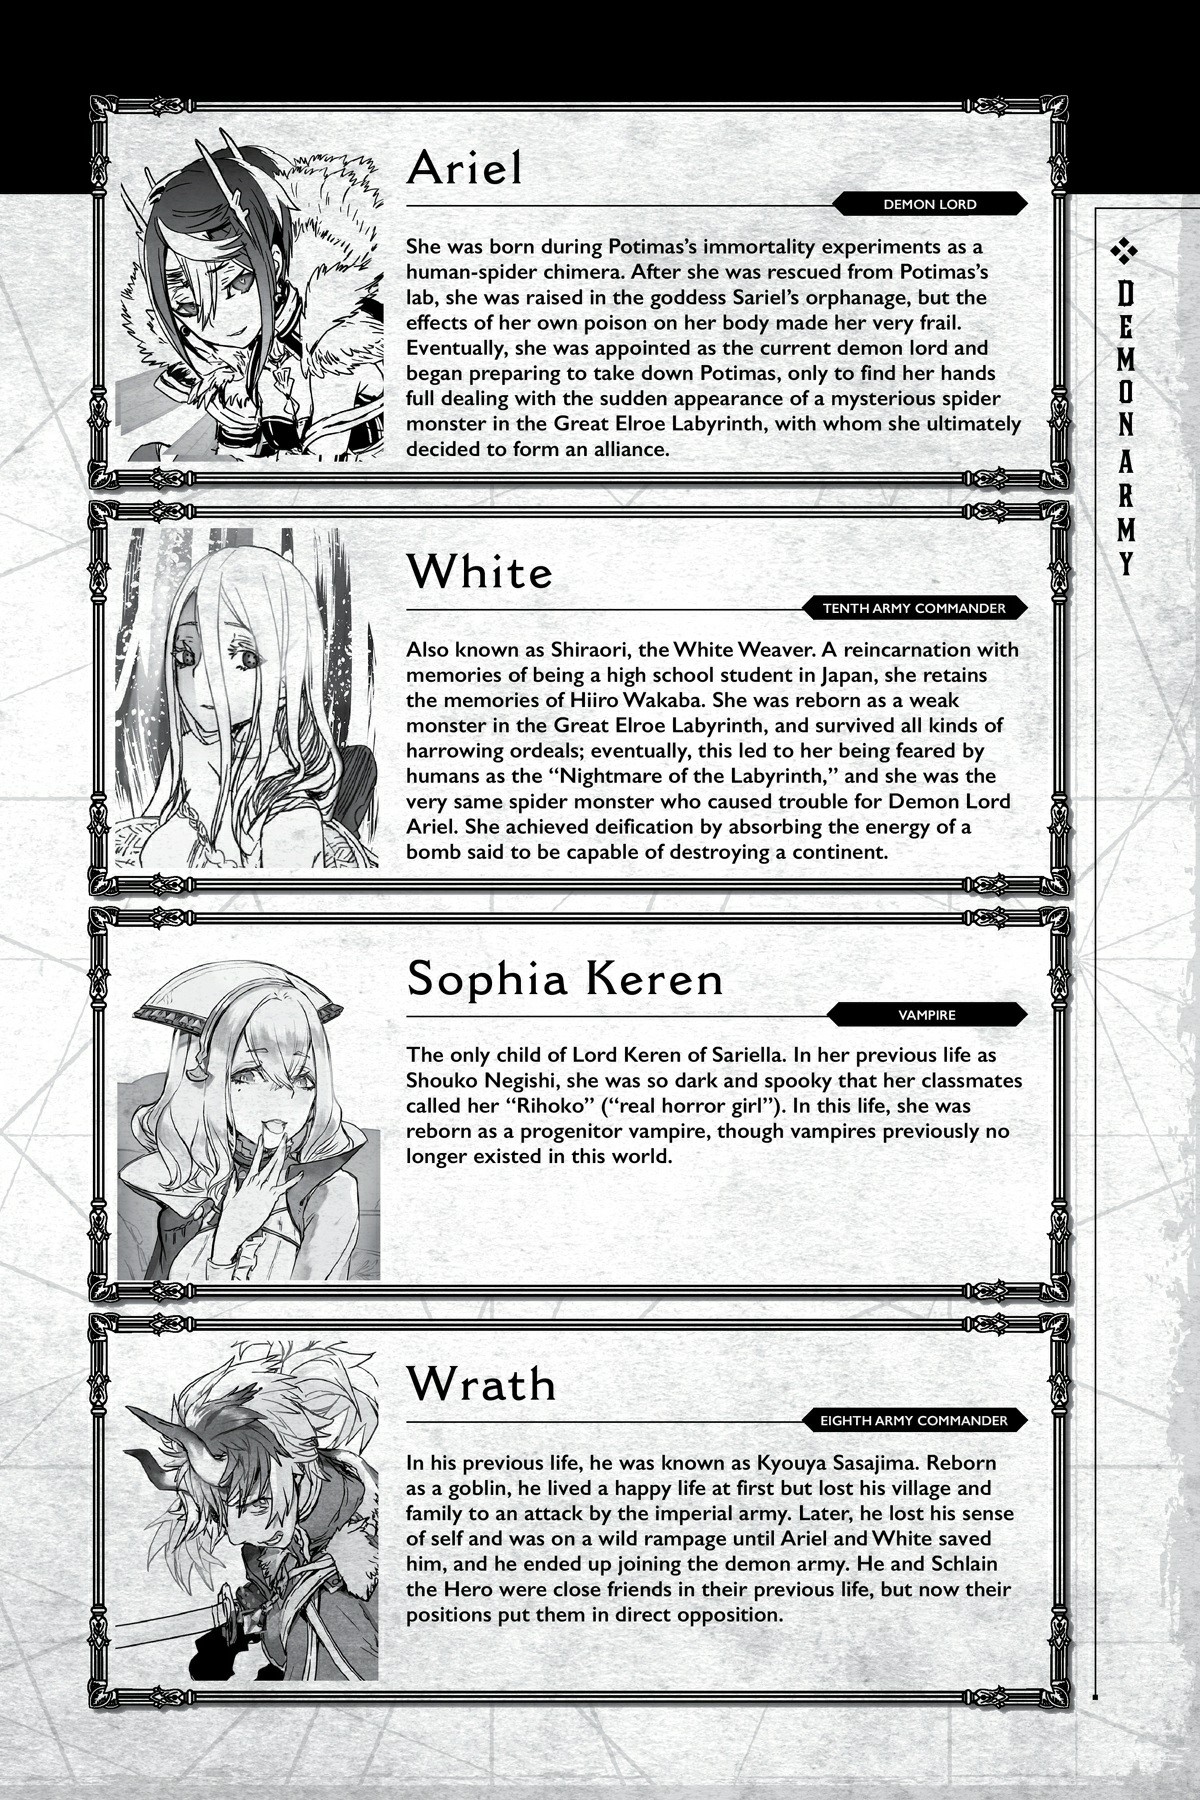 Ariel
DEMON LORD
She was born during Potimas's immortality experiments as a
human-spider chimera. After she was rescued from Potimas's
lab, she was raised in the goddess Sariel's orphanage, but the
effects of her own poison on her body made her very frail.
Eventually, she was appointed as the current demon lord and
began preparing to take down Potimas, only to find her hands
full dealing with the sudden appearance of a mysterious spider
monster in the Great Elroe Labyrinth, with whom she ultimately
decided to form an alliance.
White
TENTH ARMY COMMANDER
Also known as Shiraori, the White Weaver. A reincarnation with
memories of being a high school student in Japan, she retains
the memories of Hiiro Wakaba. She was reborn as a weak
monster in the Great Elroe Labyrinth, and survived all kinds of
harrowing ordeals; eventually, this led to her being feared by
humans as the “Nightmare of the Labyrinth,” and she was the
very same spider monster who caused trouble for Demon Lord
Ariel. She achieved deification by absorbing the energy of a
bomb said to be capable of destroying a continent.
Sophia Keren
VAMPIRE
The only child of Lord Keren of Sariella. In her previous life as
Shouko Negishi, she was so dark and spooky that her classmates
called her “Rihoko” (“real horror girl”). In this life, she was
reborn as a progenitor vampire, though vampires previously no
longer existed in this world.
Wrath
EIGHTH ARMY COMMANDER
In his previous life, he was known as Kyouya Sasajima. Reborn
as a goblin, he lived a happy life at first but lost his village and
family to an attack by the imperial army. Later, he lost his sense
of self and was on a wild rampage until Ariel and White saved
him, and he ended up joining the demon army. He and Schlain
the Hero were close friends in their previous life, but now their
positions put them in direct opposition.
DEMON ARMY